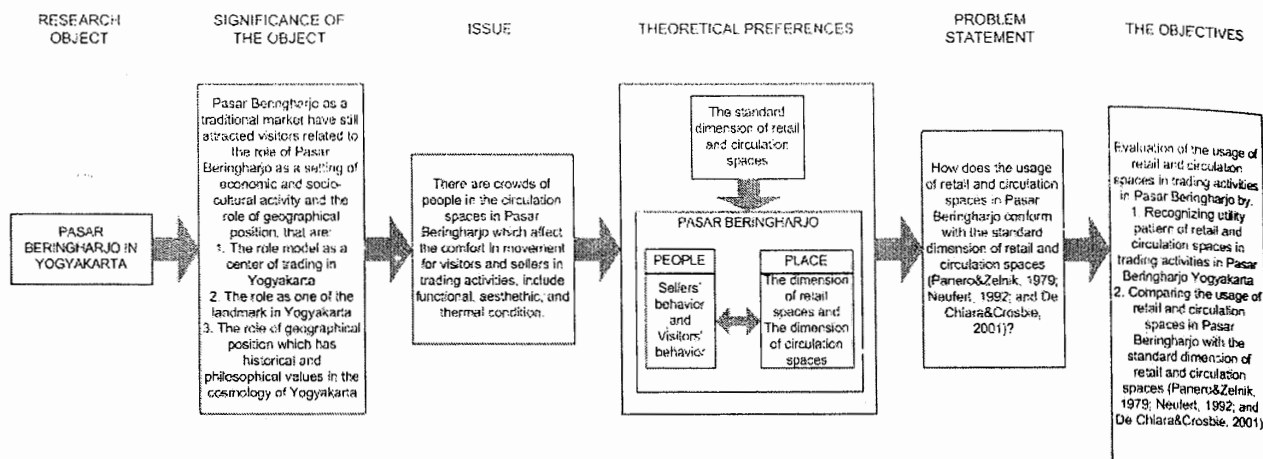 RESEARCH
OBJECT
SIGNIFICANCE OF
THE OBJECT
ISSUE
THEORETICAL PREFERENCES
PROBLEM
STATEMENT
THE OBJECTIVES
PASAR
BERINGHARJO IN
YOGYAKARTA
Pasar Beringharjo as a
traditional market have still
attracted visitors related to
the role of Pasar
Beringharjo as a setting of
economic and socio-
cultural activity and the
role of geographical
position, that are:
1. The role model as a
center of trading in
Yogyakarta
2. The role as one of the
landmark in Yogyakarta
3. The role of geographical
position which has
historical and
philosophical values in the
cosmology of Yogyakarta
There are crowds of
people in the circulation
spaces in Pasar
Beringharjo which affect
the comfort in movement
for visitors and sellers in
trading activities, include
functional, aesthethic, and
thermal condition.
The standard
dimension of retail
and circulation
spaces
PASAR BERINGHARJO
PEOPLE
Sellers'
behavior
and
Visitors'
behavior
PLACE
The dimension
of retail
spaces and
The dimension
of circulation
spaces
How does the usage
of retail and circulation
spaces in Pasar
Beringharjo conform
with the standard
dimension of retail and
circulation spaces
(Panero&Zelnik, 1979;
Neufert, 1992; and De
Chiara&Crosbie,
2001)?
Evaluation of the usage of
retail and circulation
spaces in trading activities
in Pasar Beringharjo by:
1. Recognizing utility
pattern of retail and
circulation spaces in
trading activities in Pasar
Beringharjo Yogyakarta
2. Comparing the usage of
retail and circulation
spaces in Pasar
Beringharjo with the
standard dimension of
retail and circulation
spaces (Panero&Zelnik,
1979; Neufert, 1992; and
De Chiara&Crosbie, 2001)